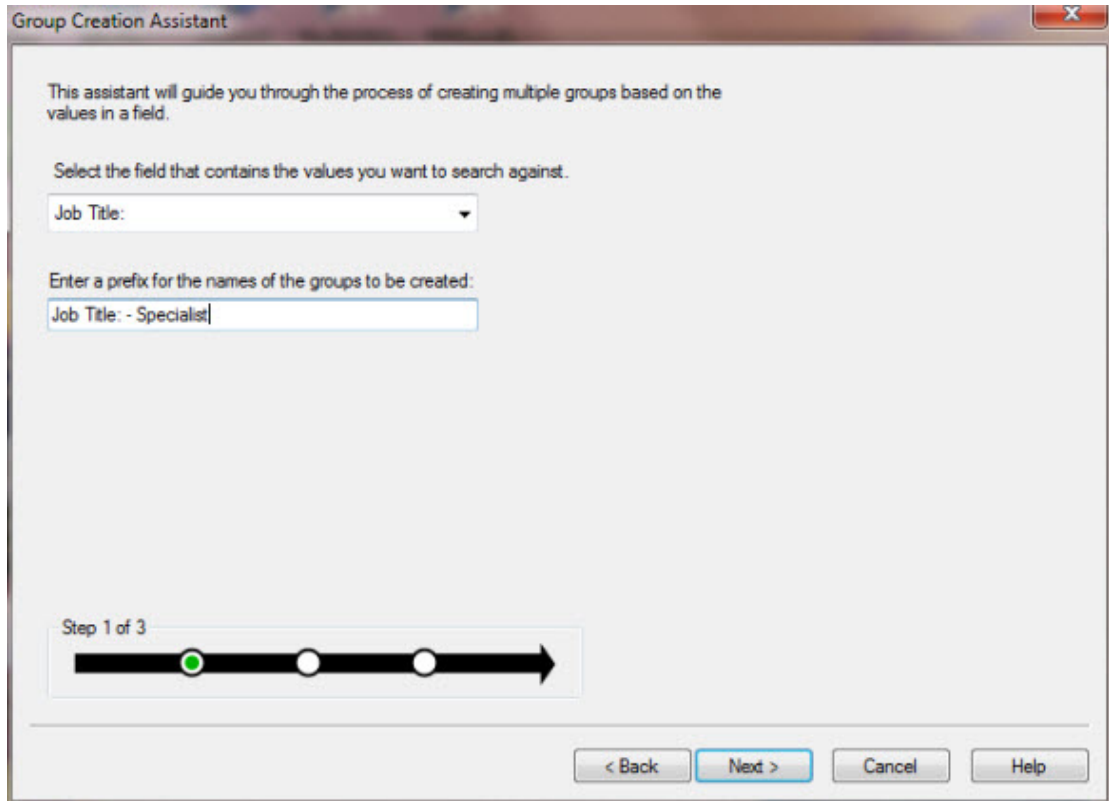 Group Creation Assistant
X
This assistant will guide you through the process of creating multiple groups based on the
values in a field.
Select the field that contains the values you want to search against.
Job Title:
Enter a prefix for the names of the groups to be created:
Job Title: - Specialist
Step 1 of 3
< Back Next > Cancel Help